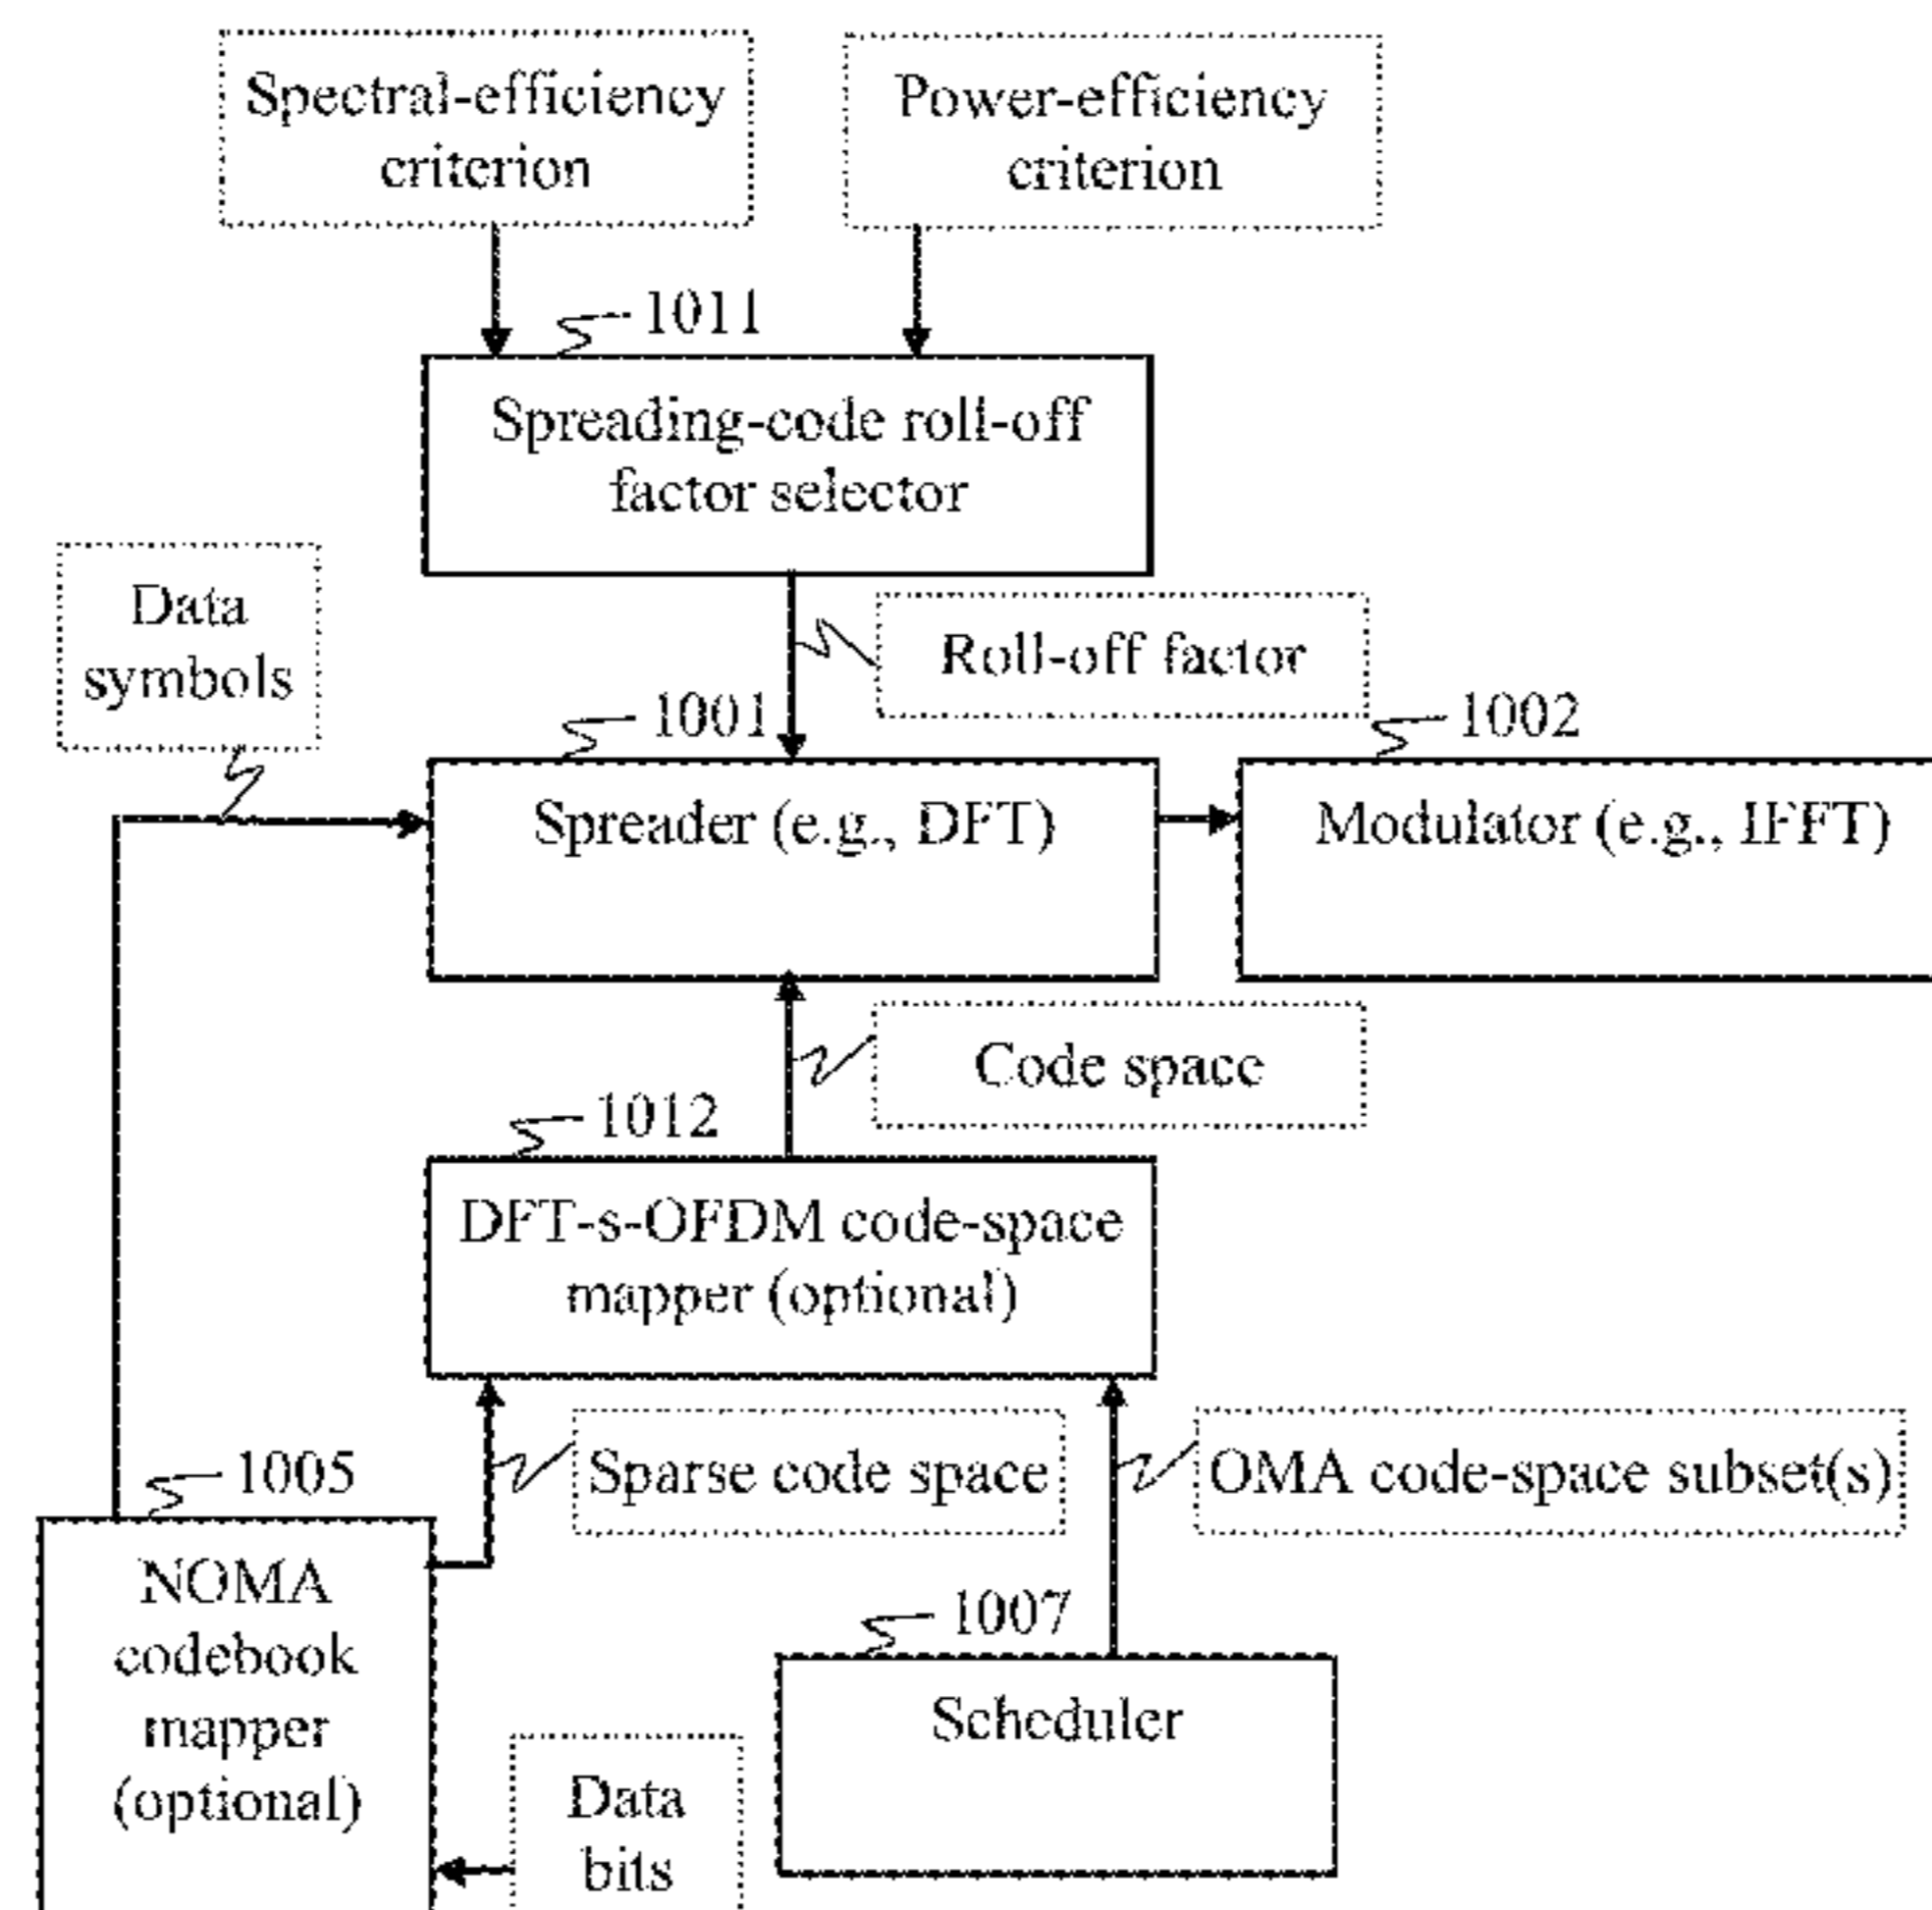 Spectral-efficiency
criterion
Power-efficiency
criterion
1011
Spreading-code roll-off
factor selector
Data
symbols
Roll-off factor
1001
1002
Spreader (e.g., DFT)
Modulator (e.g., IFFT)
Code space
1012
DFT-s-OFDM code-space
mapper (optional)
1005
Sparse code space
OMA code-space subset(s)
NOMA
codebook
mapper
(optional)
1007
Scheduler
Data
bits